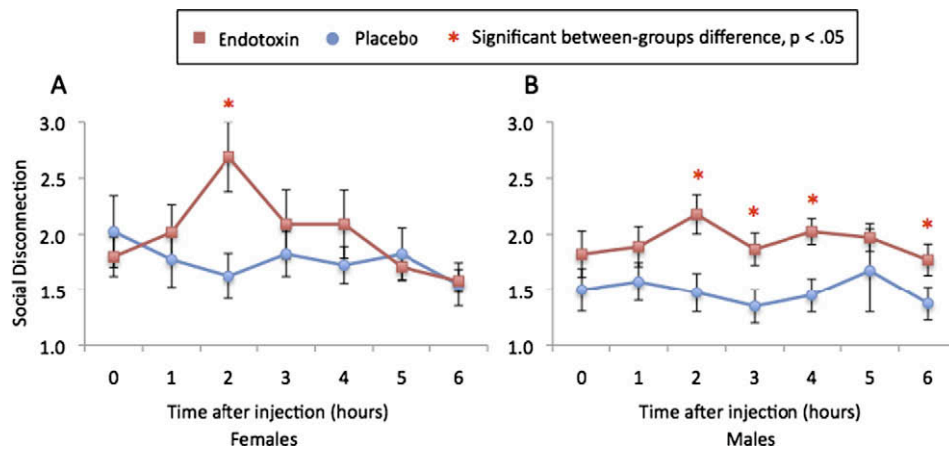 Endotoxin Placebo * Significant between-groups difference, p < .05
A
B
*
* * * *
3.0
2.5
2.0
1.5
1.0
Social Disconnection
0 1 2 3 4 5 6
Time after injection (hours)
Females
3.0
2.5
2.0
1.5
1.0
0 1 2 3 4 5 6
Time after injection (hours)
Males